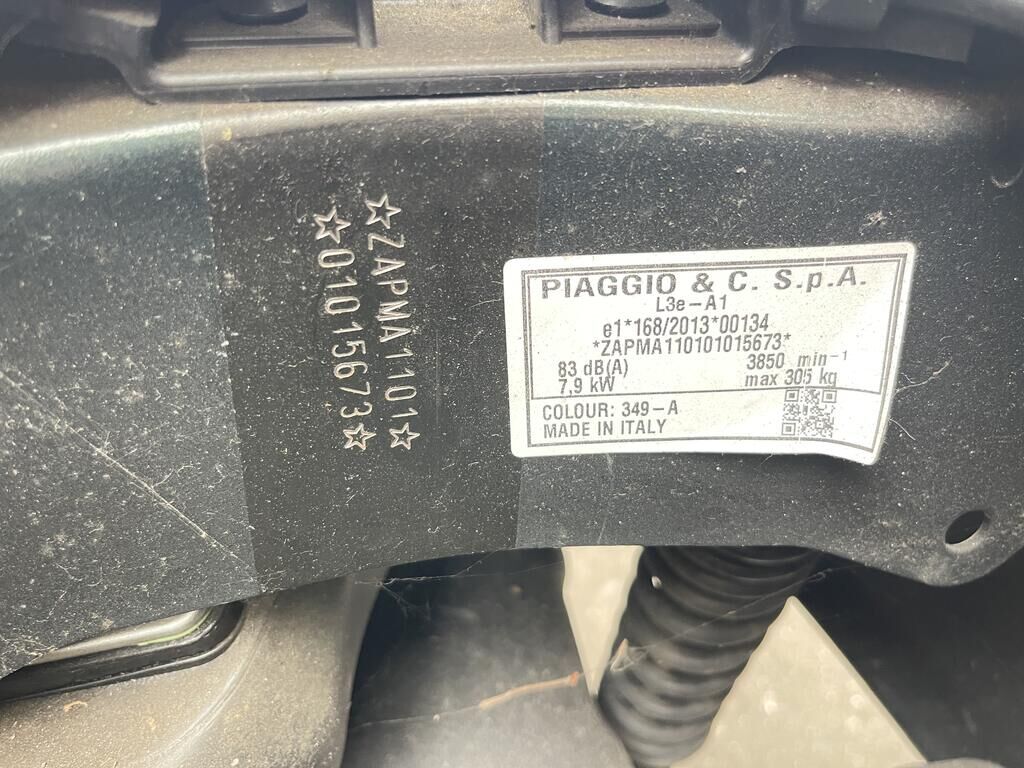 ☆ZAPMA1101☆
☆01015673☆
PIAGGIO & C. S.p.A.
L3e-A1
e1*168/2013*00134
*ZAPMA110101015673*
83 dB(A) 3850 min-1
7,9 kW max 305 kg
COLOUR: 349-A
MADE IN ITALY